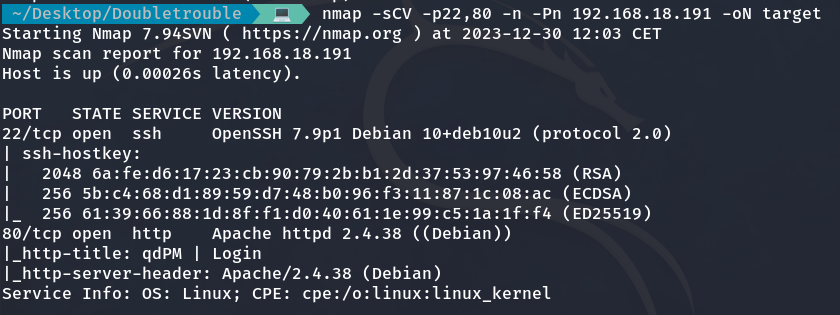 ~/Desktop/Doubletrouble nmap -sCV -p22,80 -n -Pn 192.168.18.191 -oN target
Starting Nmap 7.94SVN ( https://nmap.org ) at 2023-12-30 12:03 CET
Nmap scan report for 192.168.18.191
Host is up (0.00026s latency).
PORT   STATE SERVICE VERSION
22/tcp open  ssh     OpenSSH 7.9p1 Debian 10+deb10u2 (protocol 2.0)
| ssh-hostkey:
|   2048 6a:fe:d6:17:23:cb:90:79:2b:b1:2d:37:53:97:46:58 (RSA)
|   256 5b:c4:68:d1:89:59:d7:48:b0:96:f3:11:87:1c:08:ac (ECDSA)
|_  256 61:39:66:88:1d:8f:f1:d0:40:61:1e:99:c5:1a:1f:f4 (ED25519)
80/tcp open  http    Apache httpd 2.4.38 ((Debian))
|_http-title: qdPM | Login
|_http-server-header: Apache/2.4.38 (Debian)
Service Info: OS: Linux; CPE: cpe:/o:linux:linux_kernel